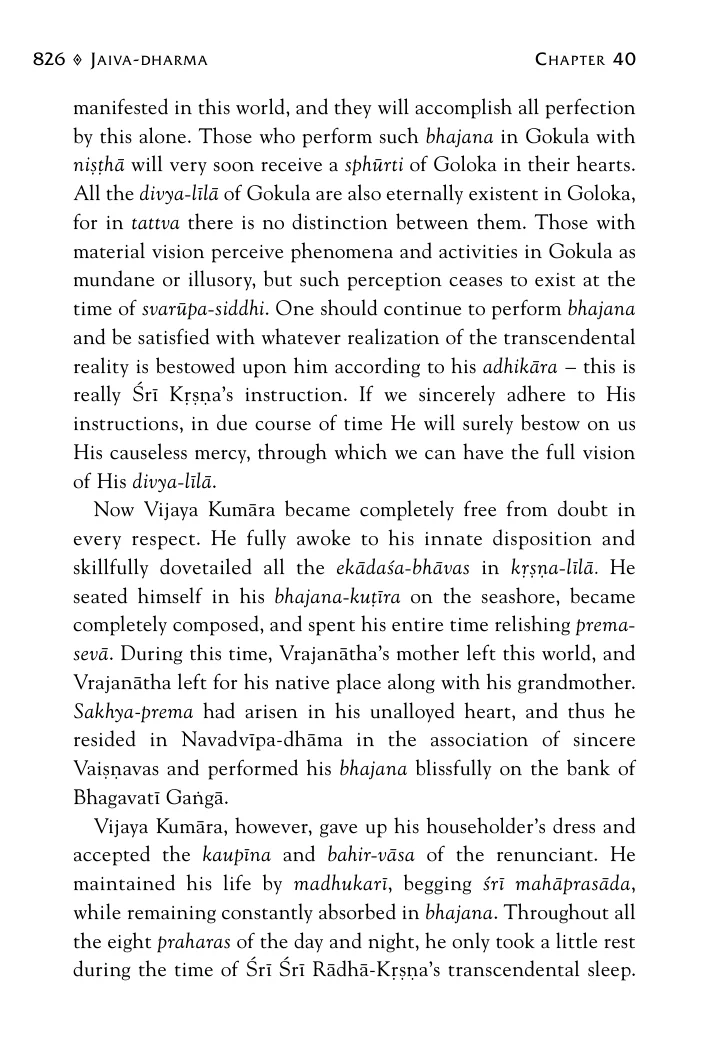 826 ◈ JAIVA-DHARMA CHAPTER 40
manifested in this world, and they will accomplish all perfection
by this alone. Those who perform such bhajana in Gokula with
niṣṭhā will very soon receive a sphūrti of Goloka in their hearts.
All the divya-līlā of Gokula are also eternally existent in Goloka,
for in tattva there is no distinction between them. Those with
material vision perceive phenomena and activities in Gokula as
mundane or illusory, but such perception ceases to exist at the
time of svarūpa-siddhi. One should continue to perform bhajana
and be satisfied with whatever realization of the transcendental
reality is bestowed upon him according to his adhikāra – this is
really Śrī Kṛṣṇa’s instruction. If we sincerely adhere to His
instructions, in due course of time He will surely bestow on us
His causeless mercy, through which we can have the full vision
of His divya-līlā.
Now Vijaya Kumāra became completely free from doubt in
every respect. He fully awoke to his innate disposition and
skillfully dovetailed all the ekādaśa-bhāvas in kṛṣṇa-līlā. He
seated himself in his bhajana-kuṭīra on the seashore, became
completely composed, and spent his entire time relishing prema-
sevā. During this time, Vrajanātha’s mother left this world, and
Vrajanātha left for his native place along with his grandmother.
Sakhya-prema had arisen in his unalloyed heart, and thus he
resided in Navadvīpa-dhāma in the association of sincere
Vaiṣṇavas and performed his bhajana blissfully on the bank of
Bhagavatī Gaṅgā.
Vijaya Kumāra, however, gave up his householder’s dress and
accepted the kaupīna and bahir-vāsa of the renunciant. He
maintained his life by madhukarī, begging śrī mahāprasāda,
while remaining constantly absorbed in bhajana. Throughout all
the eight praharas of the day and night, he only took a little rest
during the time of Śrī Śrī Rādhā-Kṛṣṇa’s transcendental sleep.